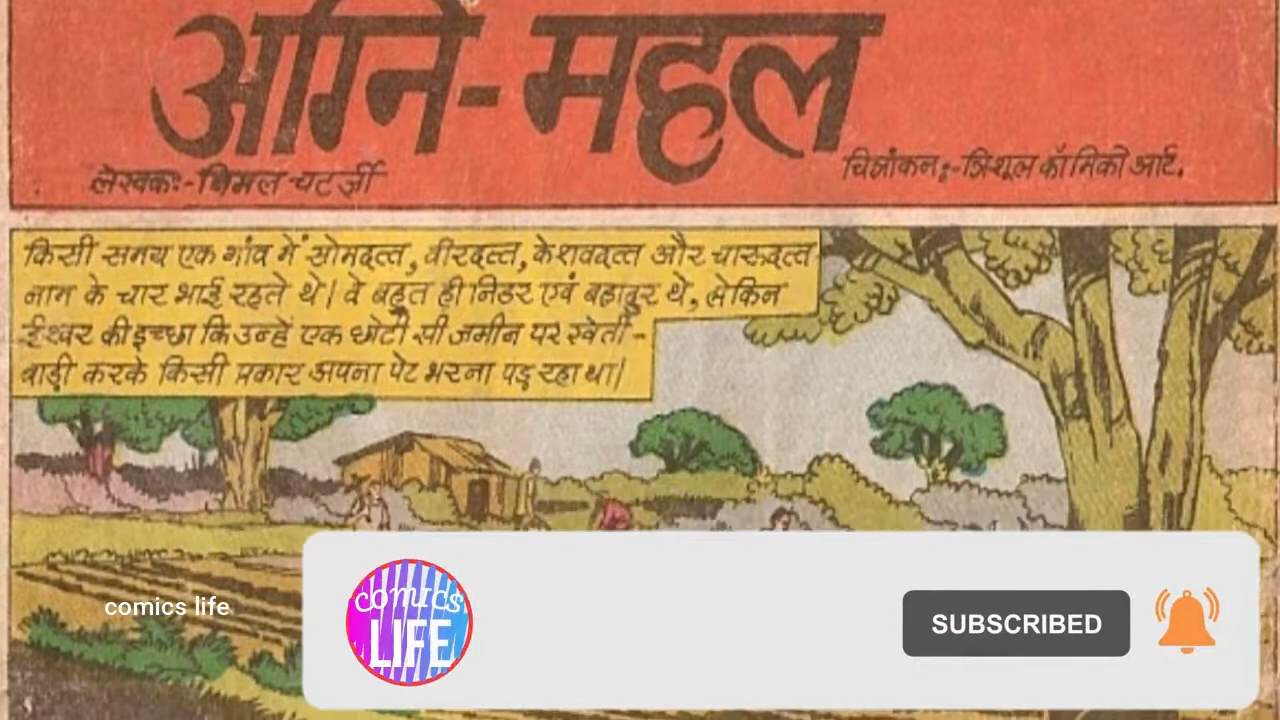 अग्नि-महल
लेखक:- बिमल चटर्जी
चित्रांकन:- त्रिशूल कॉमिको आर्ट.
किसी समय एक गांव में सोमदत्त, वीरदत्त, केशवदत्त और चारूदत्त
नाम के चार भाई रहते थे। वे बहुत ही निडर एवं बहादुर थे, लेकिन
ईश्वर की इच्छा कि उन्हें एक छोटी सी जमीन पर खेती-
बाड़ी करके किसी प्रकार अपना पेट भरना पड़ रहा था।
comics life
comics
LIFE
SUBSCRIBED